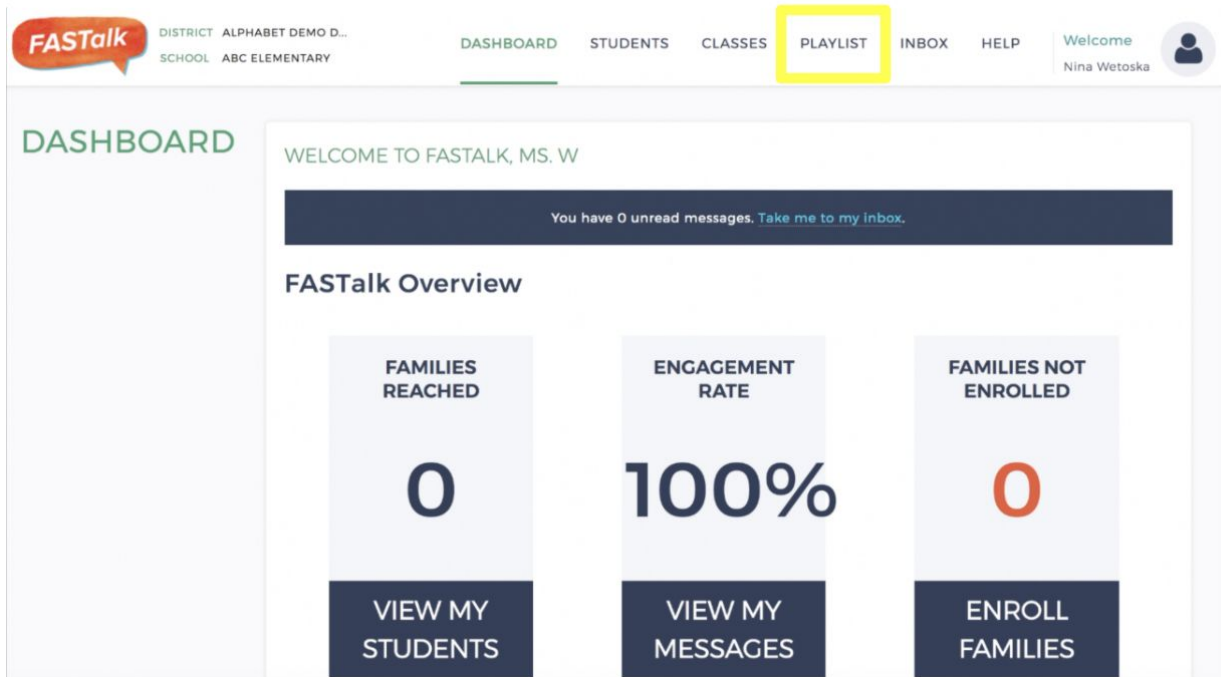 FASTalk
DISTRICT ALPHABET DEMO D...
SCHOOL ABC ELEMENTARY
DASHBOARD STUDENTS CLASSES PLAYLIST INBOX HELP
Welcome
Nina Wetoska
DASHBOARD
WELCOME TO FASTALK, MS. W
You have 0 unread messages. Take me to my inbox.
FASTalk Overview
FAMILIES
REACHED
0
VIEW MY
STUDENTS
ENGAGEMENT
RATE
100%
VIEW MY
MESSAGES
FAMILIES NOT
ENROLLED
0
ENROLL
FAMILIES